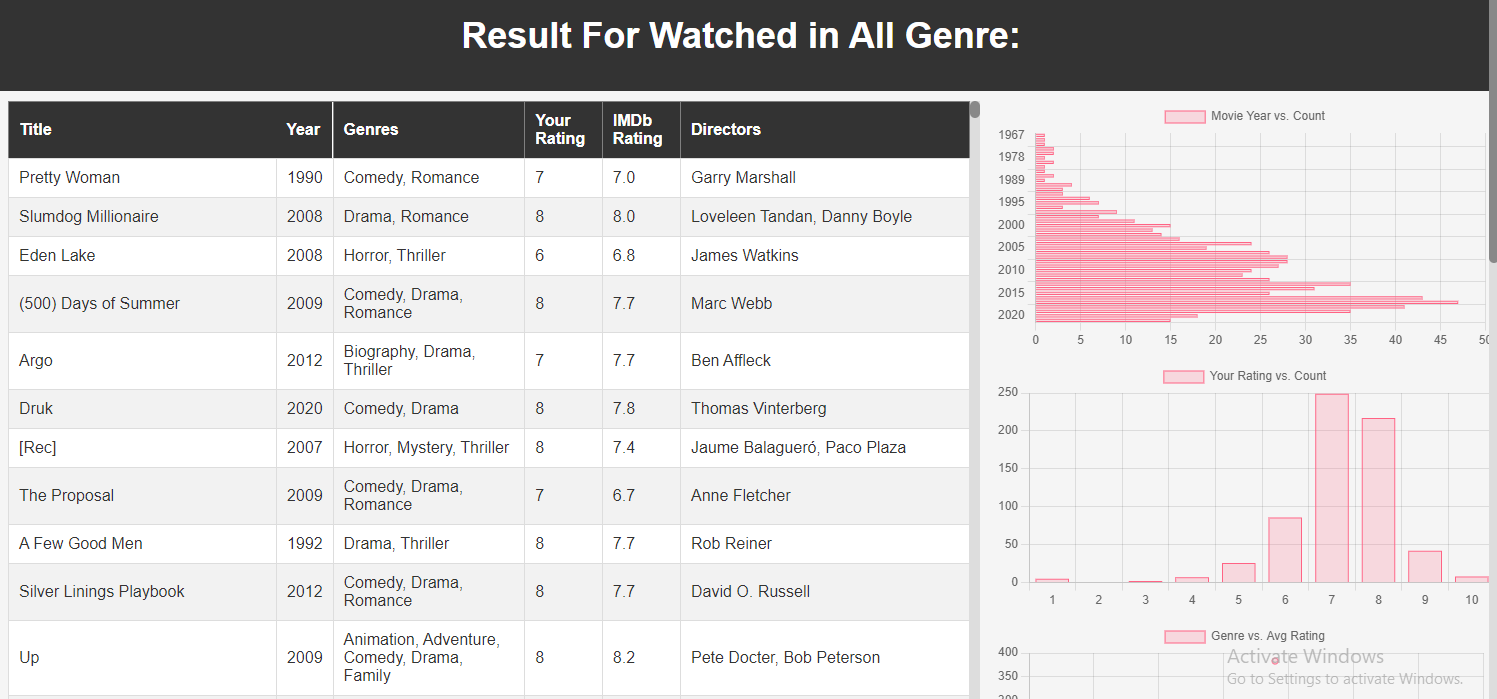 Result For Watched in All Genre:
Title Year Genres Your Rating IMDb Rating Directors
Pretty Woman 1990 Comedy, Romance 7 7.0 Garry Marshall
Slumdog Millionaire 2008 Drama, Romance 8 8.0 Loveleen Tandan, Danny Boyle
Eden Lake 2008 Horror, Thriller 6 6.8 James Watkins
(500) Days of Summer 2009 Comedy, Drama, Romance 8 7.7 Marc Webb
Argo 2012 Biography, Drama, Thriller 7 7.7 Ben Affleck
Druk 2020 Comedy, Drama 8 7.8 Thomas Vinterberg
[Rec] 2007 Horror, Mystery, Thriller 8 7.4 Jaume Balagueró, Paco Plaza
The Proposal 2009 Comedy, Drama, Romance 7 6.7 Anne Fletcher
A Few Good Men 1992 Drama, Thriller 8 7.7 Rob Reiner
Silver Linings Playbook 2012 Comedy, Drama, Romance 8 7.7 David O. Russell
Up 2009 Animation, Adventure, Comedy, Drama, Family 8 8.2 Pete Docter, Bob Peterson
Movie Year vs. Count
1967
1978
1989
1995
2000
2005
2010
2015
2020
0 5 10 15 20 25 30 35 40 45 50
Your Rating vs. Count
250
200
150
100
50
0
1 2 3 4 5 6 7 8 9 10
Genre vs. Avg Rating
400
350
300
Activate Windows
Go to Settings to activate Windows.